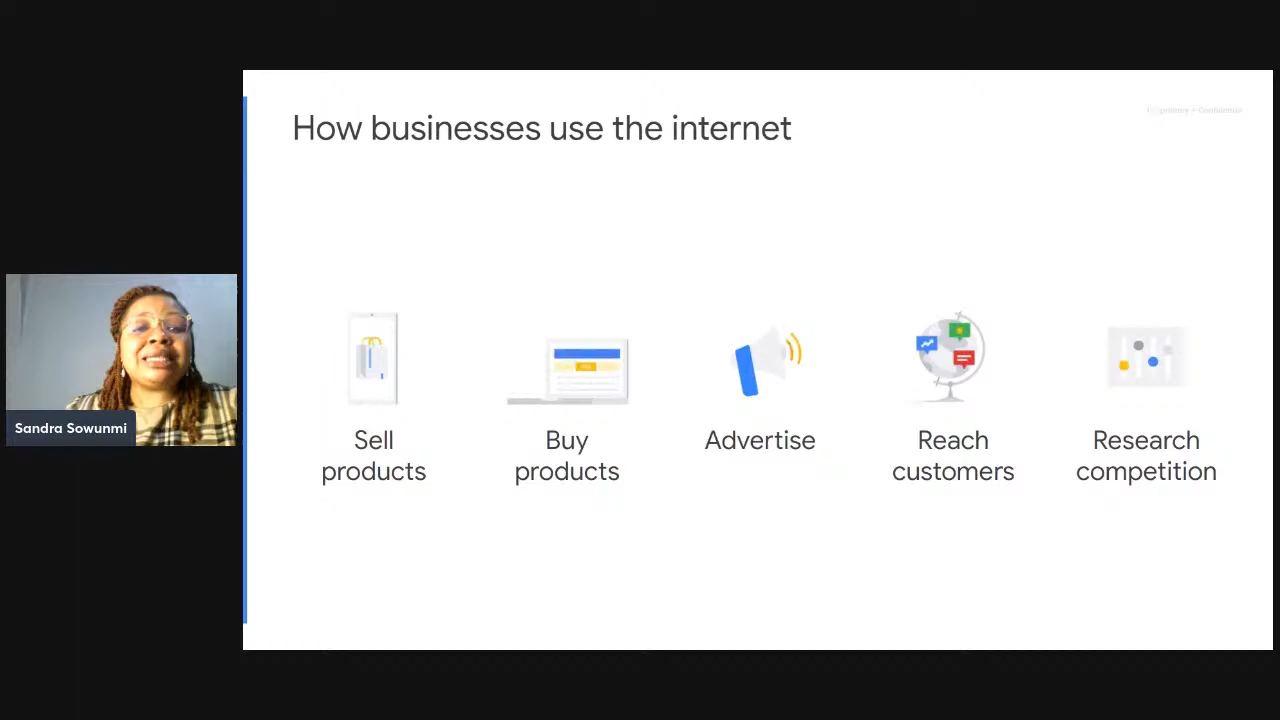 How businesses use the internet
Sandra Sowunmi
Sell
products
Buy
products
Advertise
Reach
customers
Research
competition